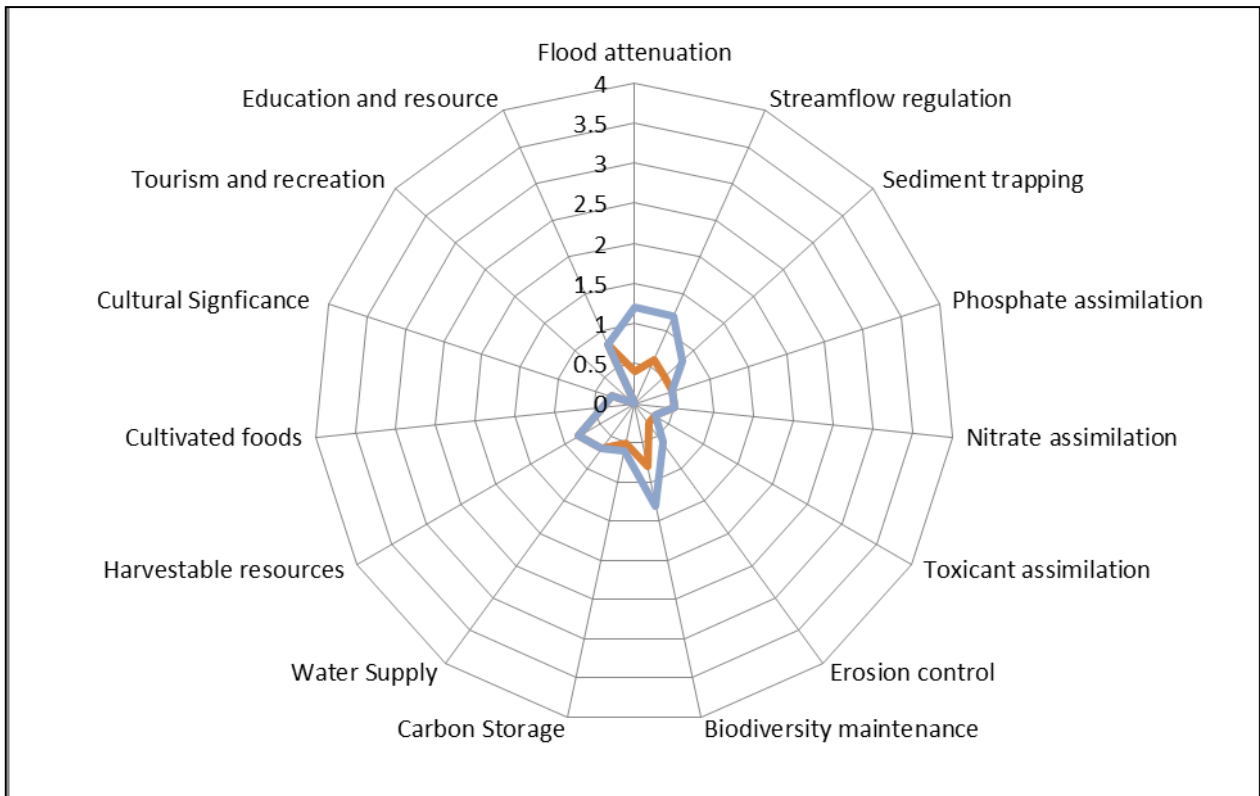 Flood attenuation
4
Education and resource
Streamflow regulation
3.5
3
Tourism and recreation
Sediment trapping
2.5
2
1.5
Cultural Signficance
Phosphate assimilation
1
0.5
0
Cultivated foods
Nitrate assimilation
Harvestable resources
Toxicant assimilation
Water Supply
Erosion control
Carbon Storage
Biodiversity maintenance